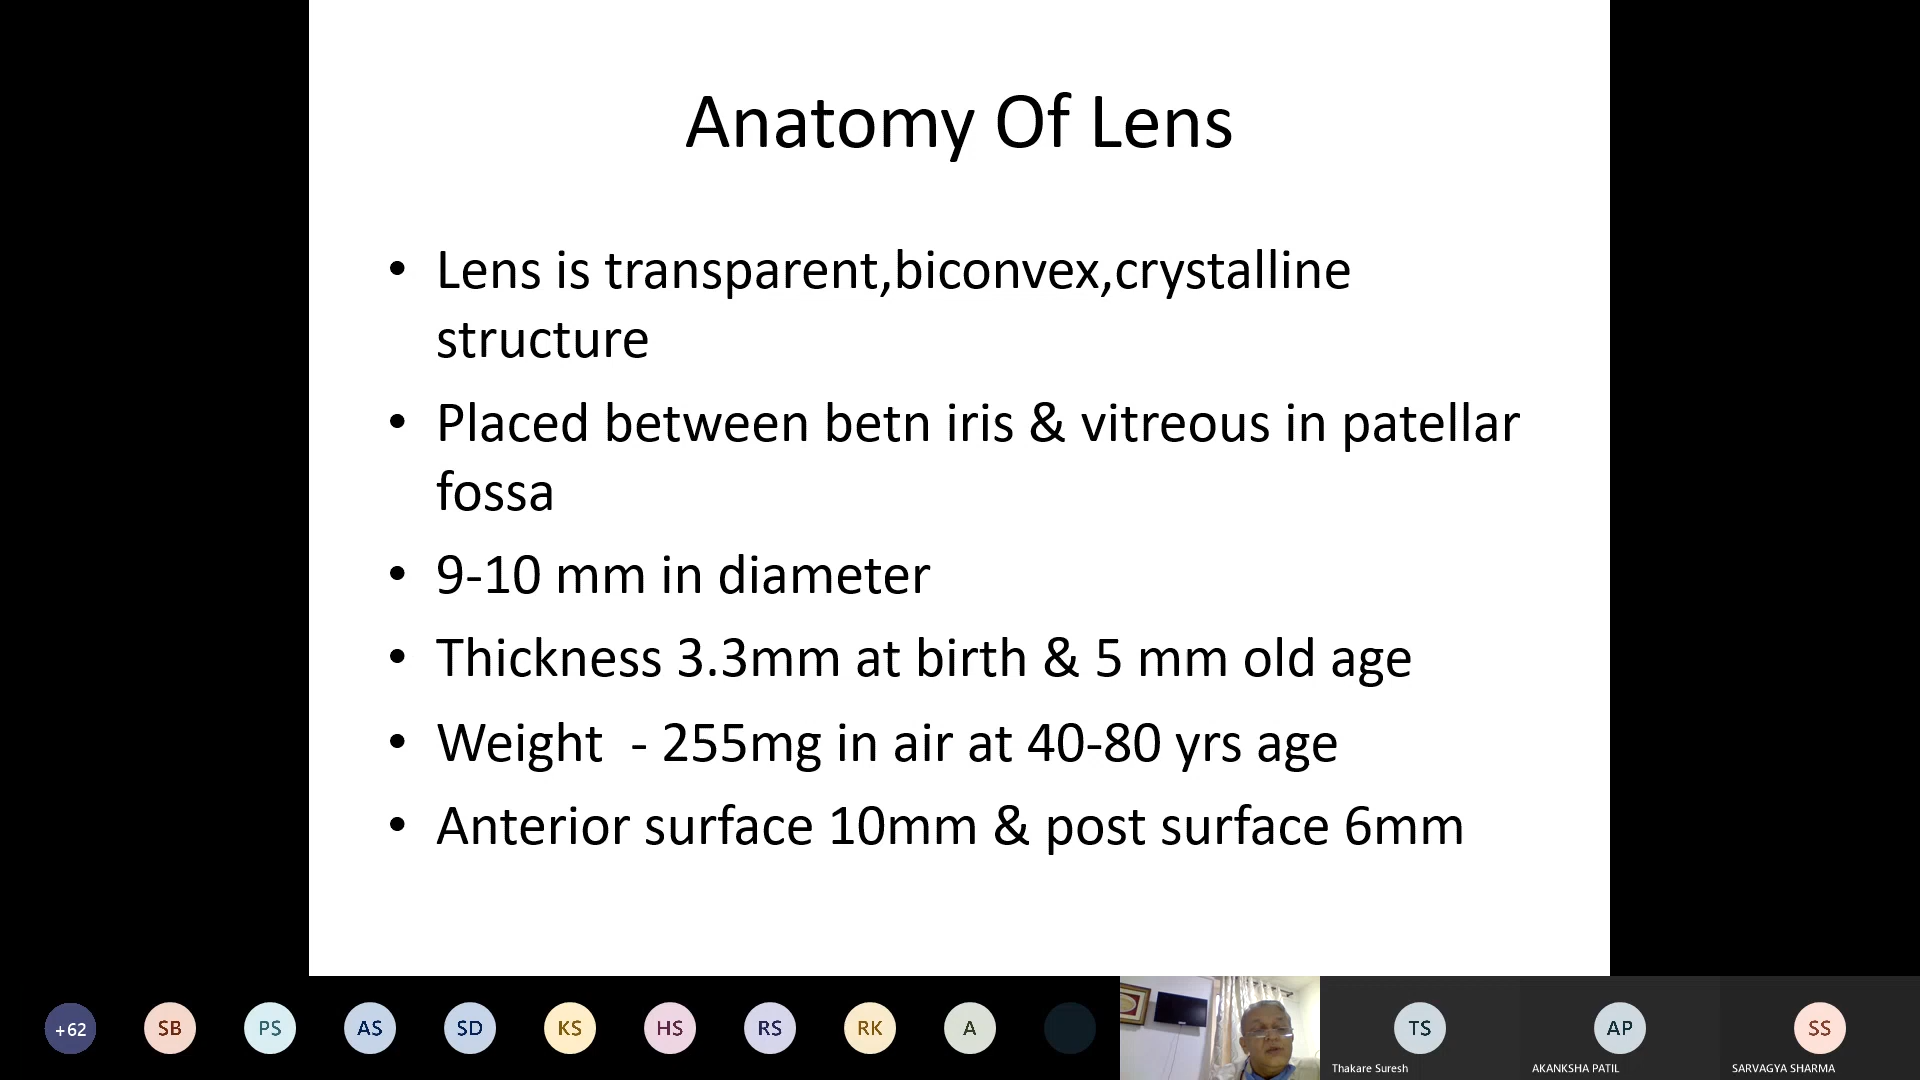 Anatomy Of Lens
• Lens is transparent,biconvex,crystalline
structure
• Placed between betn iris & vitreous in patellar
fossa
• 9-10 mm in diameter
• Thickness 3.3mm at birth & 5 mm old age
• Weight  - 255mg in air at 40-80 yrs age
• Anterior surface 10mm & post surface 6mm
+62 SB PS AS SD KS HS RS RK A TS AP SS
Thakare Suresh AKANKSHA PATIL SARVAGYA SHARMA